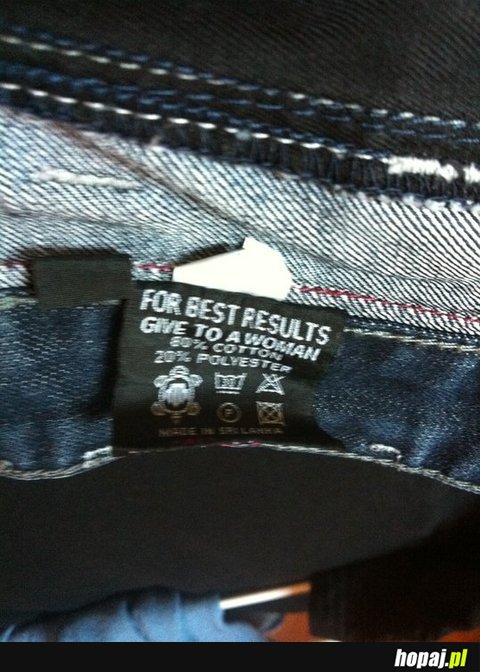 FOR BEST RESULTS
GIVE TO A WOMAN
80% COTTON
20% POLYESTER
MADE IN SRI LANKA
hopaj.pl